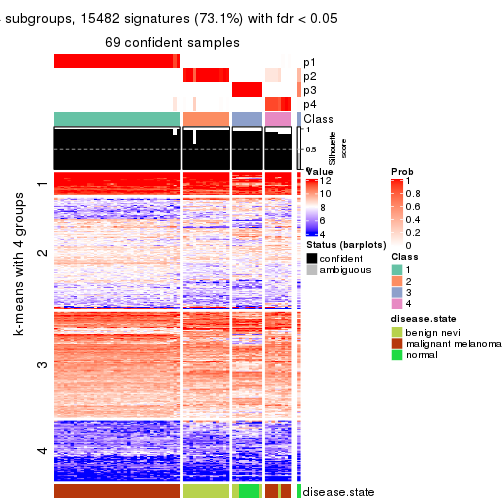 subgroups, 15482 signatures (73.1%) with fdr < 0.05
69 confident samples
p1
p2
p3
p4
Class
1
0.5
0
Silhouette
score
k-means with 4 groups
1
2
3
4
disease.state
Value
12
10
8
6
4
Status (barplots)
confident
ambiguous
Prob
1
0.8
0.6
0.4
0.2
0
Class
1
2
3
4
disease.state
benign nevi
malignant melanoma
normal